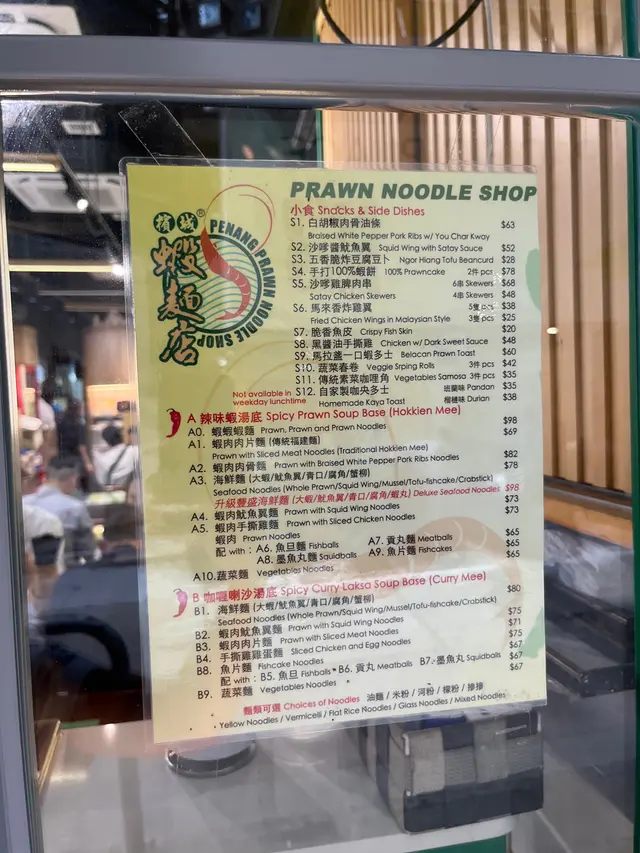 PRAWN NOODLE SHOP
檳城®
蝦麵店
PENANG PRAWN NOODLE SHOP
小食 Snacks & Side Dishes
S1. 白胡椒肉骨油條 $63
Braised White Pepper Pork Ribs w/ You Char Kway
S2. 沙嗲醬魷魚翼 Squid Wing with Satay Sauce $52
S3. 五香脆炸豆腐豆卜 Ngor Hiong Tofu Beancurd $28
S4. 手打100%蝦餅 100% Prawncake 2件 pcs $78
S5. 沙嗲雞脾肉串 6串 Skewers $68
Satay Chicken Skewers 4串 Skewers $48
S6. 馬來香炸雞翼 5隻 pcs $38
Fried Chicken Wings in Malaysian Style 3隻 pcs $25
S7. 脆香魚皮 Crispy Fish Skin $20
S8. 黑醬油手撕雞 Chicken w/ Dark Sweet Sauce $48
S9. 馬拉盞一口蝦多士 Belacan Prawn Toast $60
S10. 蔬菜春卷 Veggie Srping Rolls 3件 $42
S11. 傳統素菜咖哩角 Vegetables Samosa 3件 pcs $35
S12. 自家製咖央多士 班蘭味 Pandan $35
Homemade Kaya Toast 榴槤味 Durian $38
Not available in
weekday lunchtime
A 辣味蝦湯底 Spicy Prawn Soup Base (Hokkien Mee)
A0. 蝦蝦蝦麵 Prawn, Prawn and Prawn Noodles $98
A1. 蝦肉肉片麵 (傳統福建麵) $69
Prawn with Sliced Meat Noodles (Traditional Hokkien Mee)
A2. 蝦肉肉骨麵 Prawn with Braised White Pepper Pork Ribs Noodles $82
A3. 海鮮麵 (大蝦/魷魚翼/青口/腐角/蟹柳) $78
Seafood Noodles (Whole Prawn/Squid Wing/Mussel/Tofu-fishcake/Crabstick)
升級豐盛海鮮麵 (大蝦/魷魚翼/青口/腐角/蝦丸) Deluxe Seafood Noodles $98
A4. 蝦肉魷魚翼麵 Prawn with Squid Wing Noodles $73
A5. 蝦肉手撕雞麵 Prawn with Sliced Chicken Noodles $73
蝦肉 Prawn Noodles
配 with : A6. 魚旦麵 Fishballs A7. 貢丸麵 Meatballs $65
A8. 墨魚丸麵 Squidballs A9. 魚片麵 Fishcakes $65
A10. 蔬菜麵 Vegetables Noodles $65
B 咖喱喇沙湯底 Spicy Curry Laksa Soup Base (Curry Mee)
B1. 海鮮麵 (大蝦/魷魚翼/青口/腐角/蟹柳) $80
Seafood Noodles (Whole Prawn/Squid Wing/Mussel/Tofu-fishcake/Crabstick)
B2. 蝦肉魷魚翼麵 Prawn with Squid Wing Noodles $75
B3. 蝦肉肉片麵 Prawn with Sliced Meat Noodles $71
B4. 手撕雞雞蛋麵 Sliced Chicken and Egg Noodles $75
B8. 魚片麵 Fishcake Noodles $67
配 with : B5. 魚旦 Fishballs B6. 貢丸 Meatballs B7. 墨魚丸 Squidballs $67
B9. 蔬菜麵 Vegetables Noodles $67
麵類可選 Choices of Noodles 油麵 / 米粉 / 河粉 / 檬粉 / 摻摻
Yellow Noodles / Vermicelli / Flat Rice Noodles / Glass Noodles / Mixed Noodles